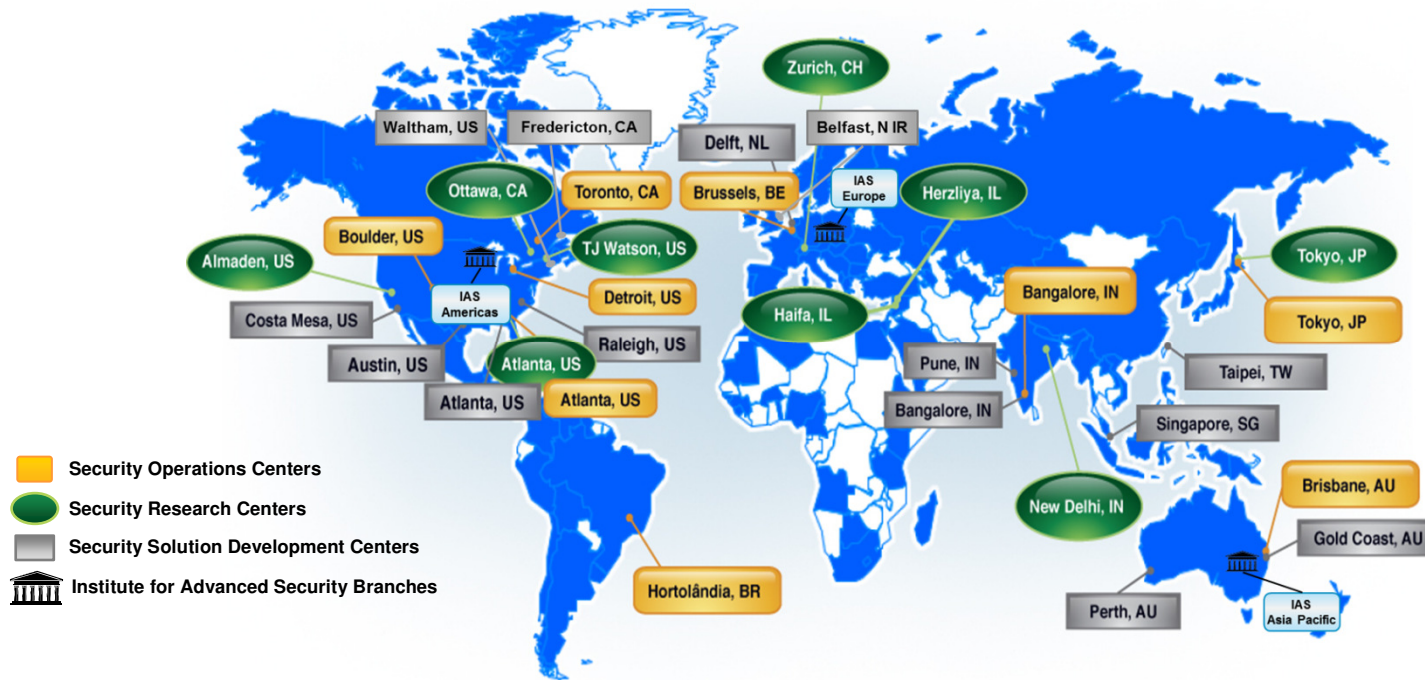 Zurich, CH
Waltham, US
Fredericton, CA
Delft, NL
Belfast, N IR
Ottawa, CA
Toronto, CA
Brussels, BE
IAS
Europe
Herzliya, IL
Boulder, US
TJ Watson, US
Almaden, US
Tokyo, JP
IAS
Americas
Detroit, US
Bangalore, IN
Costa Mesa, US
Haifa, IL
Tokyo, JP
Austin, US
Raleigh, US
Atlanta, US
Pune, IN
Taipei, TW
Atlanta, US
Atlanta, US
Bangalore, IN
Singapore, SG
Security Operations Centers
Security Research Centers
Security Solution Development Centers
Institute for Advanced Security Branches
New Delhi, IN
Brisbane, AU
Gold Coast, AU
Hortolândia, BR
Perth, AU
IAS
Asia Pacific